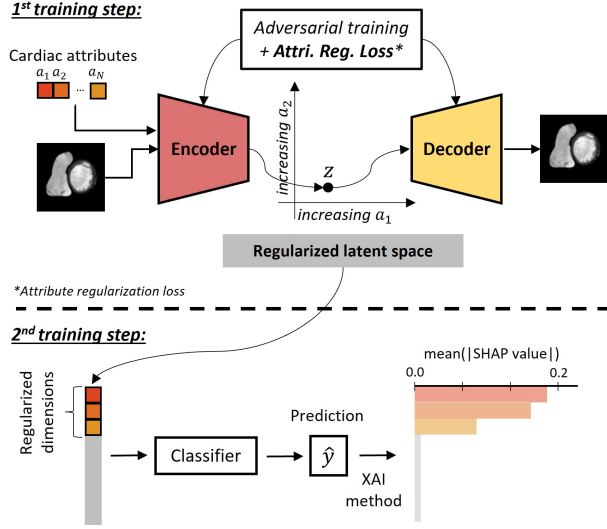 1st training step:
Adversarial training
+ Attri. Reg. Loss*
Cardiac attributes
a1 a2 ... aN
Encoder
increasing a2
z
increasing a1
Decoder
Regularized latent space
*Attribute regularization loss
2nd training step:
mean(|SHAP value|)
0.0 0.2
Regularized
dimensions
Classifier
Prediction
ŷ
XAI
method